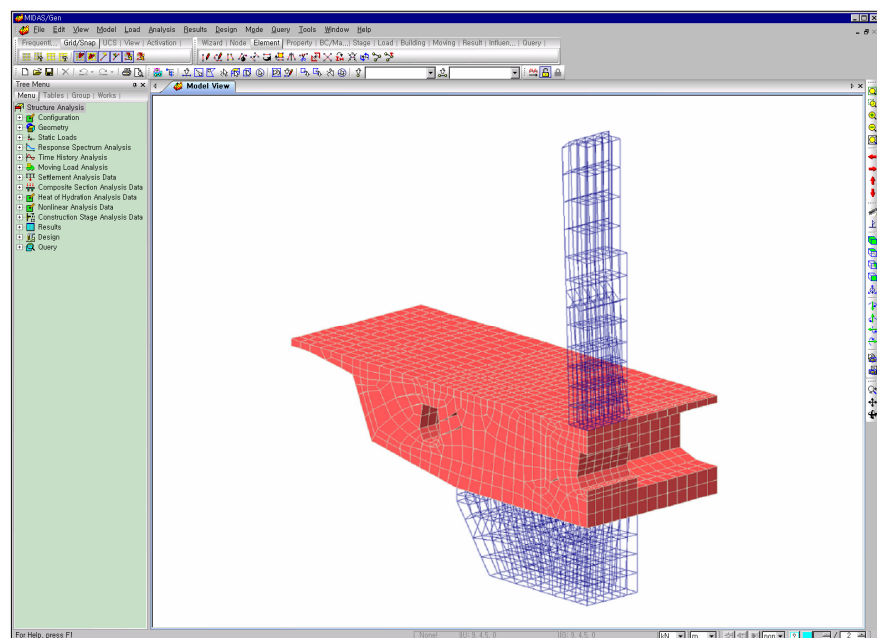 MIDAS/Gen
File Edit View Model Load Analysis Results Design Mode Query Tools Window Help
Frequentl... Grid/Snap UCS View Activation Wizard Node Element Property BC/Ma... Stage Load Building Moving Result Influen... Query
Tree Menu
Model View
Menu Tables Group Works
Structure Analysis
Configuration
Geometry
Static Loads
Response Spectrum Analysis
Time History Analysis
Moving Load Analysis
Settlement Analysis Data
Composite Section Analysis Data
Heat of Hydration Analysis Data
Nonlinear Analysis Data
Construction Stage Analysis Data
Results
Design
Query
For Help, press F1
None! kN m non ? / 2